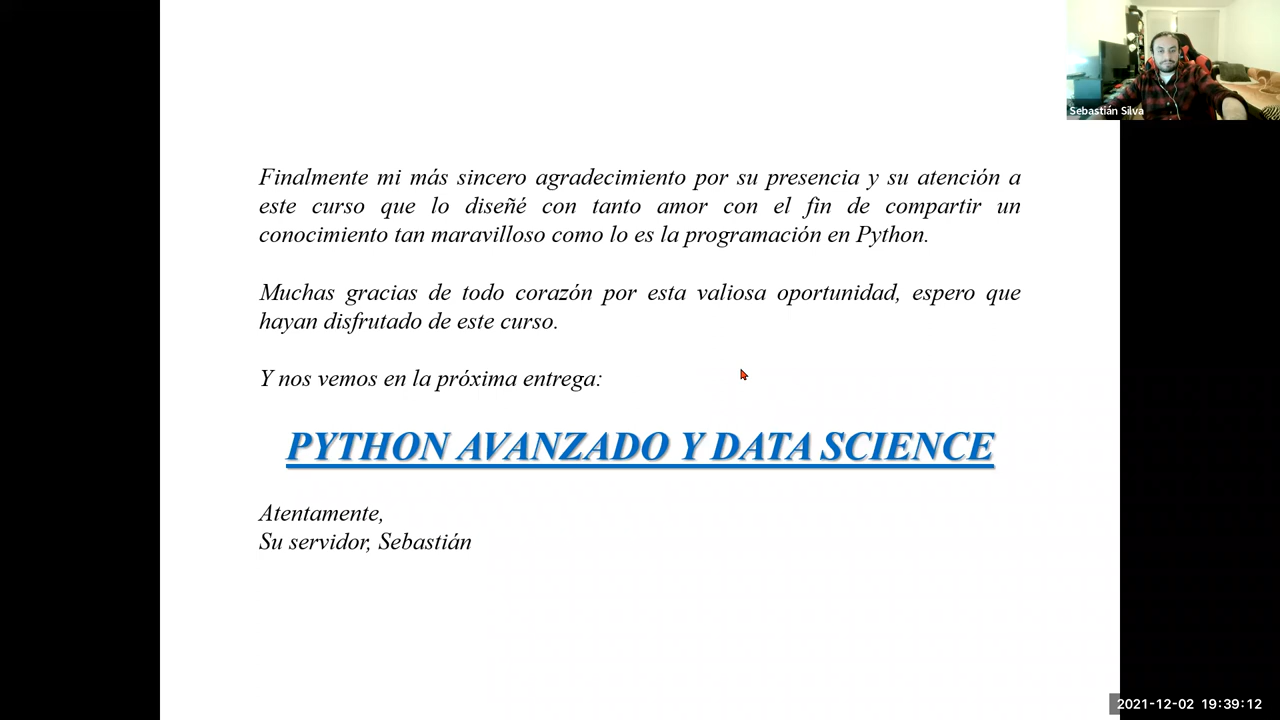 Sebastián Silva
Finalmente mi más sincero agradecimiento por su presencia y su atención a
este curso que lo diseñé con tanto amor con el fin de compartir un
conocimiento tan maravilloso como lo es la programación en Python.
Muchas gracias de todo corazón por esta valiosa oportunidad, espero que
hayan disfrutado de este curso.
Y nos vemos en la próxima entrega:
PYTHON AVANZADO Y DATA SCIENCE
Atentamente,
Su servidor, Sebastián
2021-12-02 19:39:12